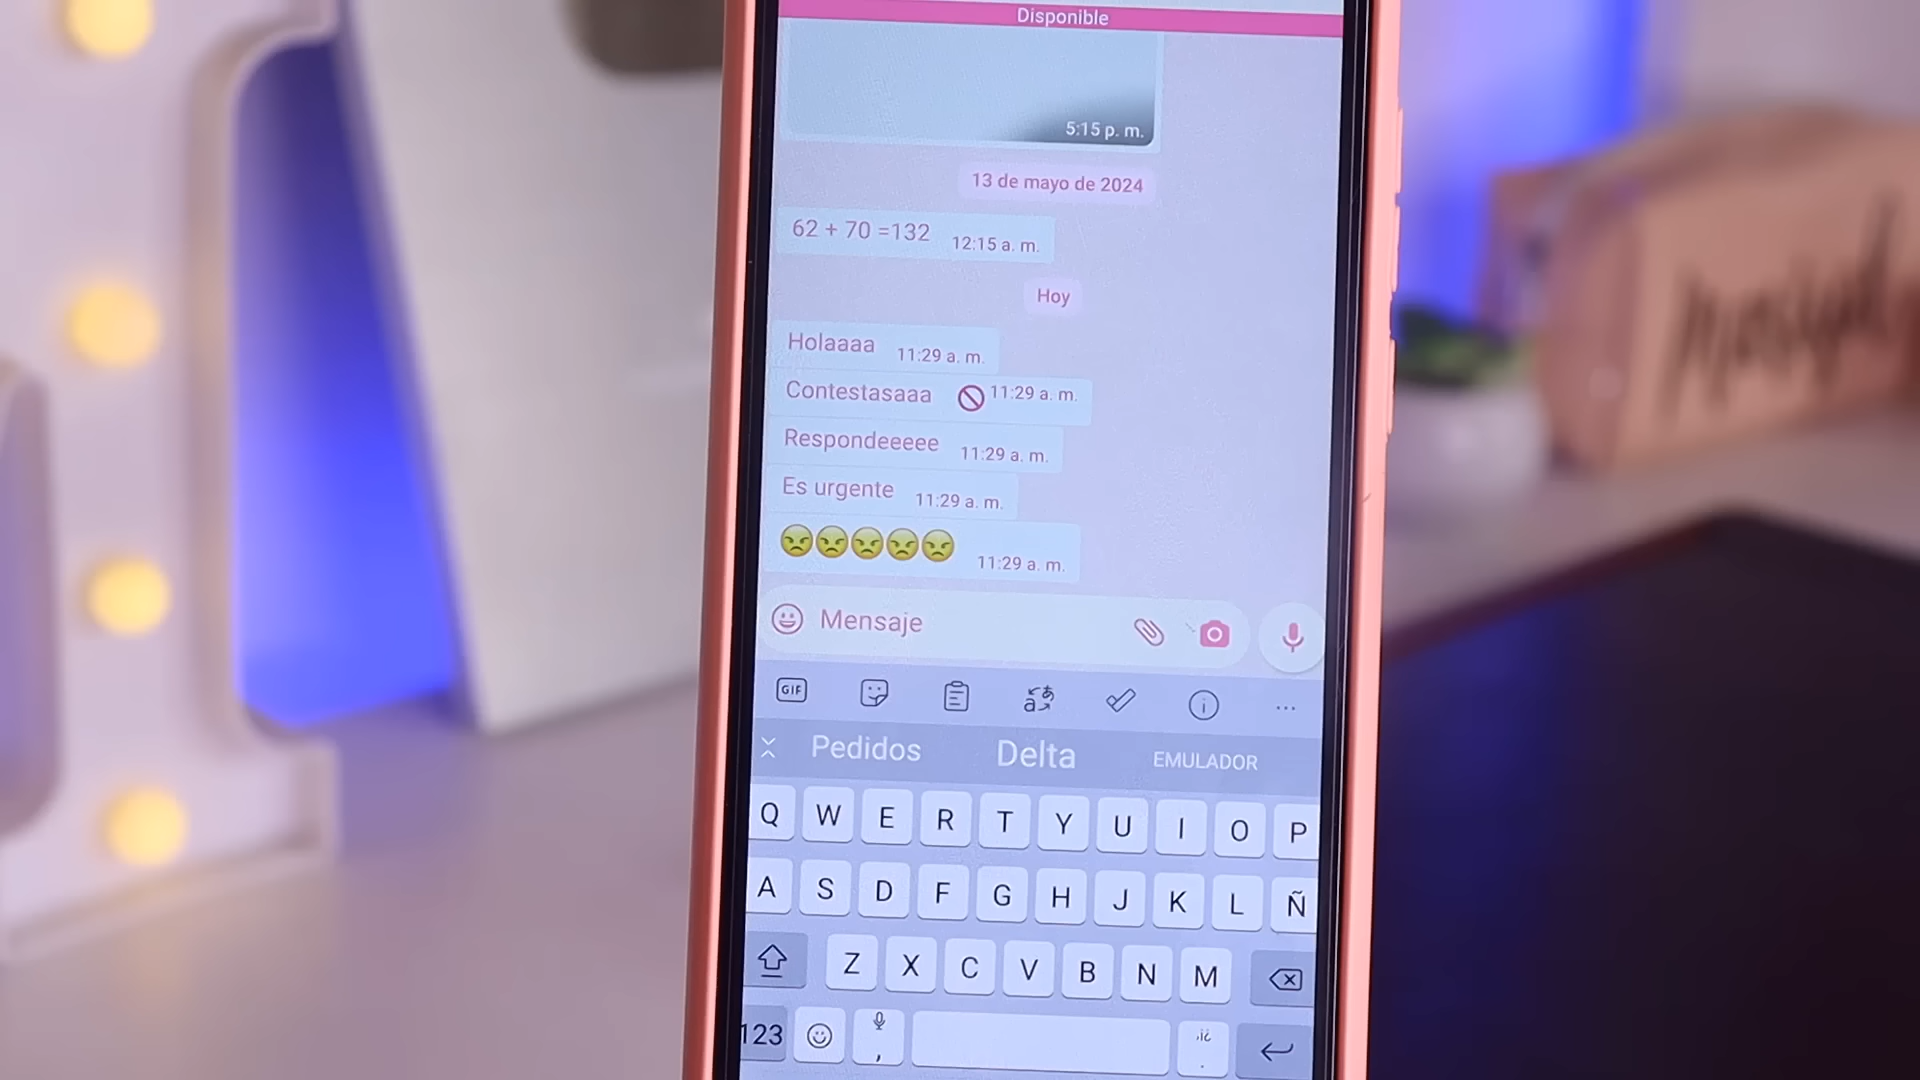 Disponible
5:15 p. m.
13 de mayo de 2024
62 + 70 =132 12:15 a. m.
Hoy
Holaaaa 11:29 a. m.
Contestasaaa 11:29 a. m.
Respondeeeee 11:29 a. m.
Es urgente 11:29 a. m.
11:29 a. m.
Mensaje
GIF
Pedidos Delta EMULADOR
Q W E R T Y U I O P
A S D F G H J K L Ñ
Z X C V B N M
123 , .